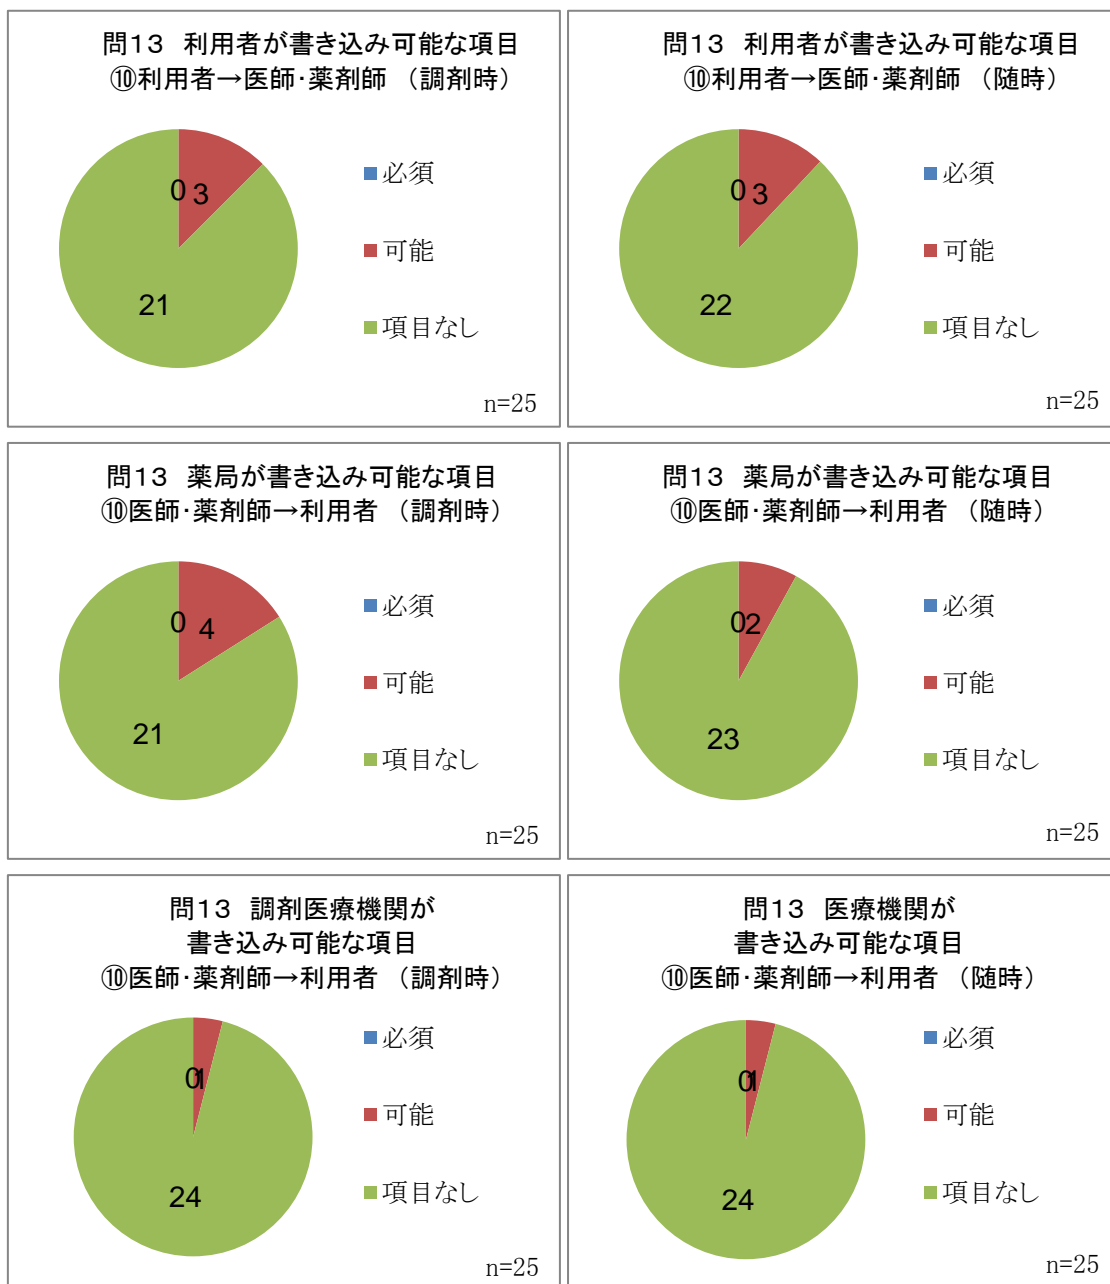 問13 利用者が書き込み可能な項目
⑩利用者→医師・薬剤師 （調剤時）
0
3
21
必須
可能
項目なし
n=25
問13 利用者が書き込み可能な項目
⑩利用者→医師・薬剤師 （随時）
0
3
22
必須
可能
項目なし
n=25
問13 薬局が書き込み可能な項目
⑩医師・薬剤師→利用者 （調剤時）
0
4
21
必須
可能
項目なし
n=25
問13 薬局が書き込み可能な項目
⑩医師・薬剤師→利用者 （随時）
0
2
23
必須
可能
項目なし
n=25
問13 調剤医療機関が
書き込み可能な項目
⑩医師・薬剤師→利用者 （調剤時）
0
1
24
必須
可能
項目なし
n=25
問13 医療機関が
書き込み可能な項目
⑩医師・薬剤師→利用者 （随時）
0
1
24
必須
可能
項目なし
n=25